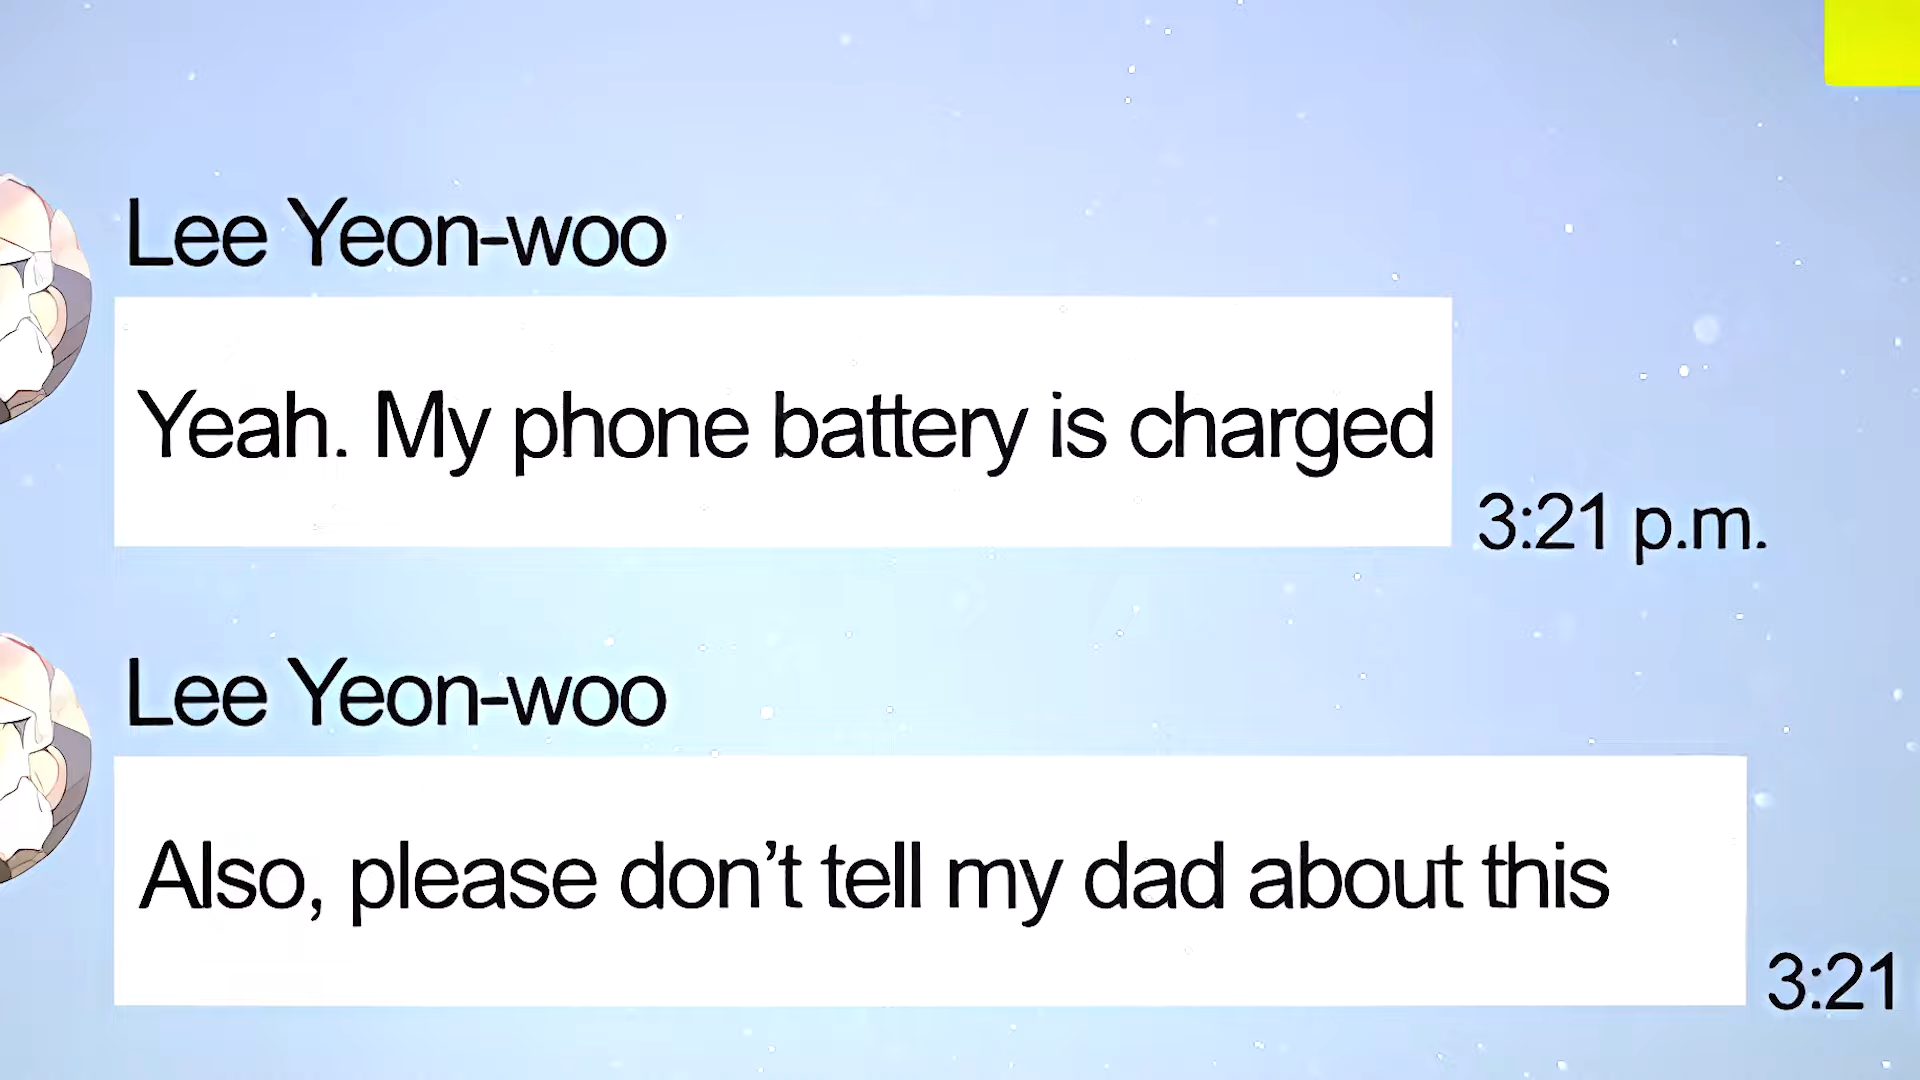 Lee Yeon-woo
Yeah. My phone battery is charged
3:21 p.m.
Lee Yeon-woo
Also, please don’t tell my dad about this
3:21